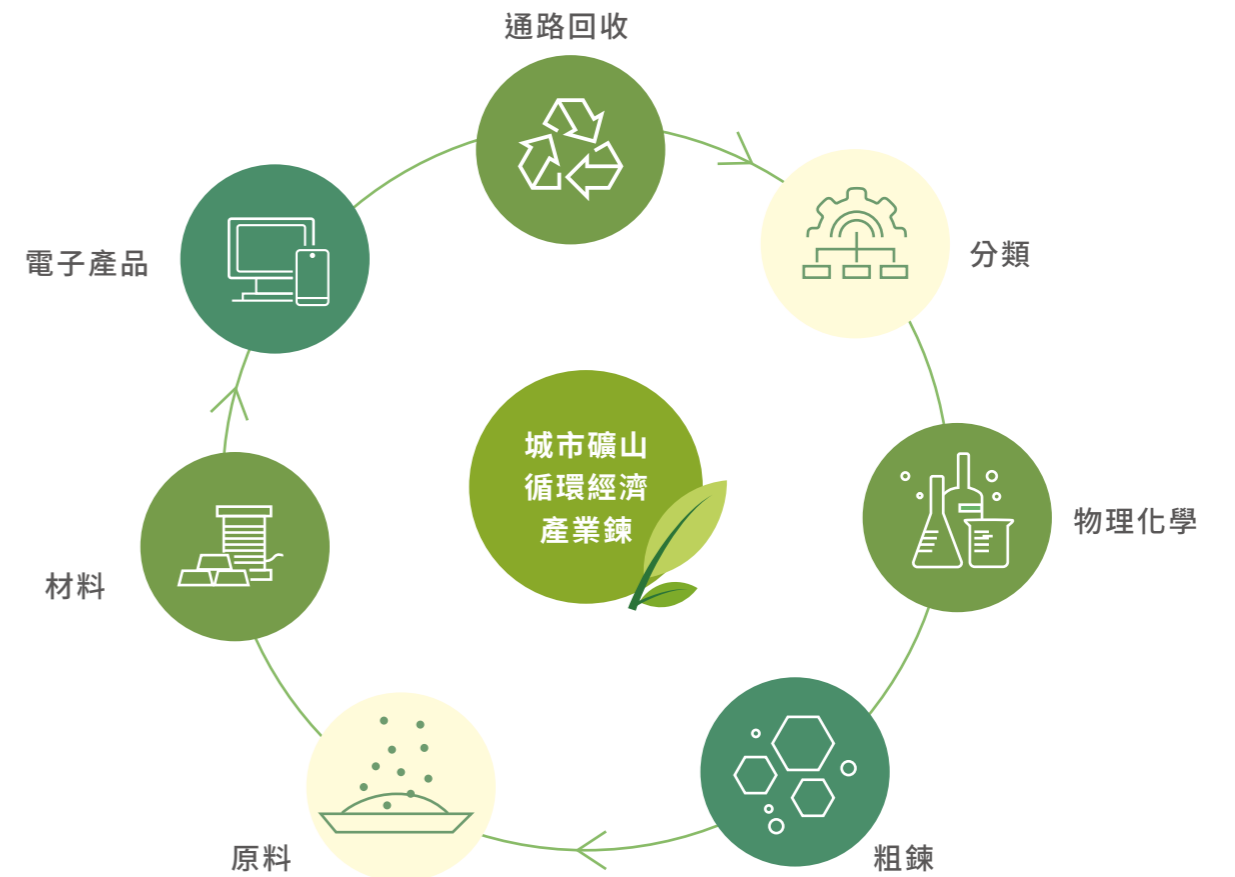 通路回收
分類
物理化學
粗鍊
原料
材料
電子產品
城市礦山
循環經濟
產業鍊